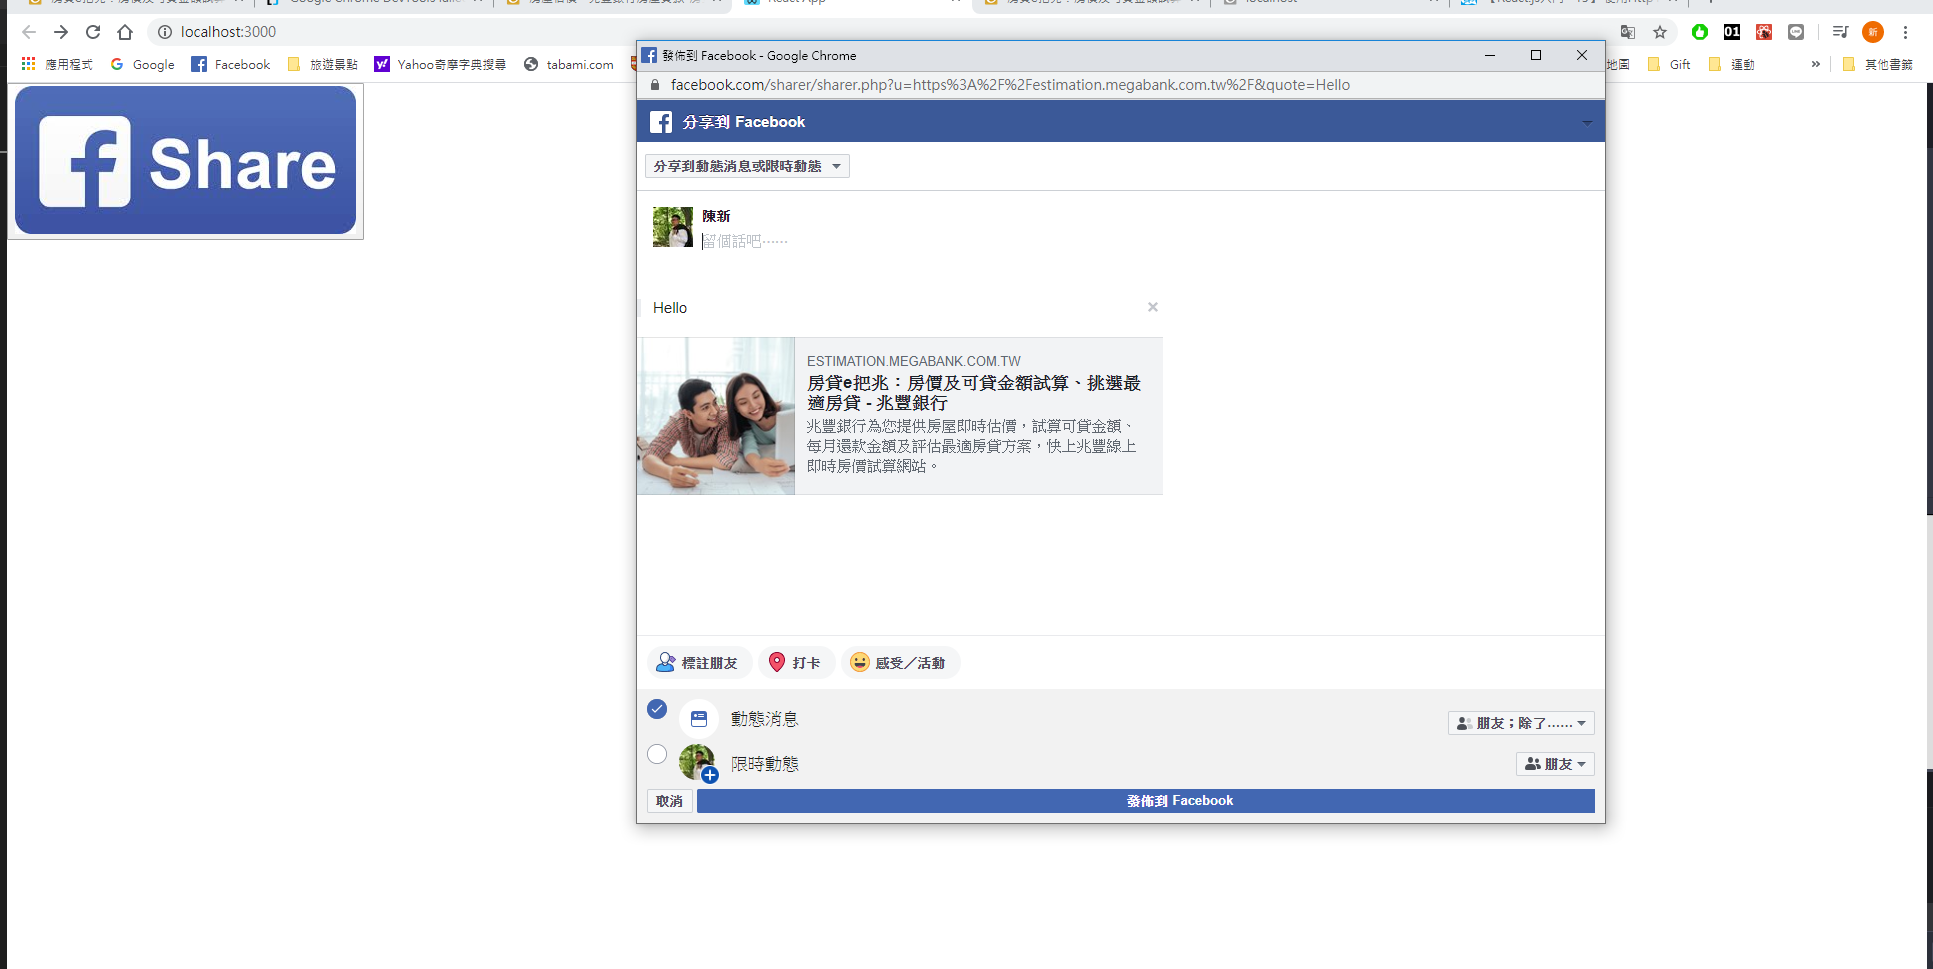 React App
localhost
localhost:3000
應用程式
Google
Facebook
旅遊景點
Yahoo奇摩字典搜尋
tabami.com
地圖
Gift
運動
»
其他書籤
01
新
Share
發佈到 Facebook - Google Chrome
facebook.com/sharer/sharer.php?u=https%3A%2F%2Festimation.megabank.com.tw%2F&quote=Hello
分享到 Facebook
分享到動態消息或限時動態
陳新
留個話吧……
Hello
ESTIMATION.MEGABANK.COM.TW
房貸e把兆：房價及可貸金額試算、挑選最
適房貸 - 兆豐銀行
兆豐銀行為您提供房屋即時估價，試算可貸金額、
每月還款金額及評估最適房貸方案，快上兆豐線上
即時房價試算網站。
標註朋友
打卡
感受／活動
動態消息
朋友；除了……
限時動態
朋友
取消
發佈到 Facebook